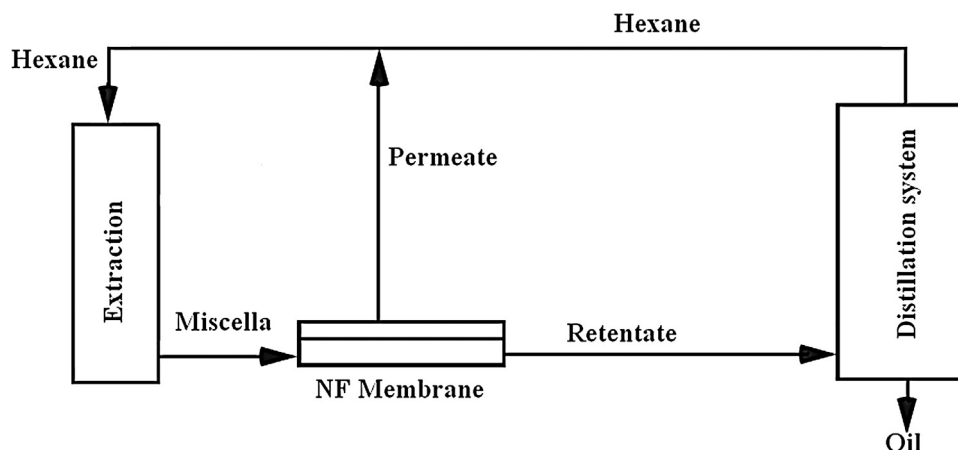 Hexane
Hexane
Permeate
Extraction
Distillation system
Miscella
Retentate
NF Membrane
Oil